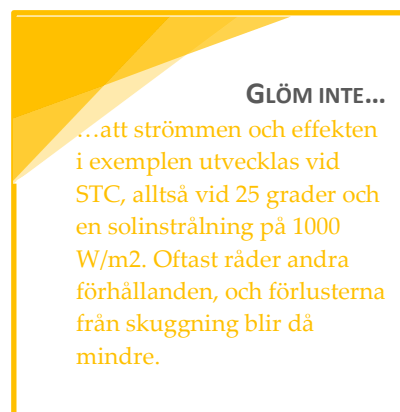 GLÖM INTE...
…att strömmen och effekten
i exemplen utvecklas vid
STC, alltså vid 25 grader och
en solinstrålning på 1000
W/m2. Oftast råder andra
förhållanden, och förlusterna
från skuggning blir då
mindre.